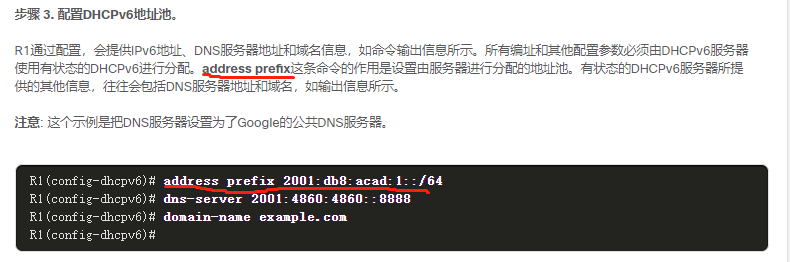 步骤 3. 配置DHCPv6地址池。
R1通过配置，会提供IPv6地址、DNS服务器地址和域名信息，如命令输出信息所示。所有编址和其他配置参数必须由DHCPv6服务器
使用有状态的DHCPv6进行分配。address prefix这条命令的作用是设置由服务器进行分配的地址池。有状态的DHCPv6服务器所提
供的其他信息，往往会包括DNS服务器地址和域名，如输出信息所示。
注意: 这个示例是把DNS服务器设置为了Google的公共DNS服务器。
R1(config-dhcpv6)# address prefix 2001:db8:acad:1::/64
R1(config-dhcpv6)# dns-server 2001:4860:4860::8888
R1(config-dhcpv6)# domain-name example.com
R1(config-dhcpv6)#